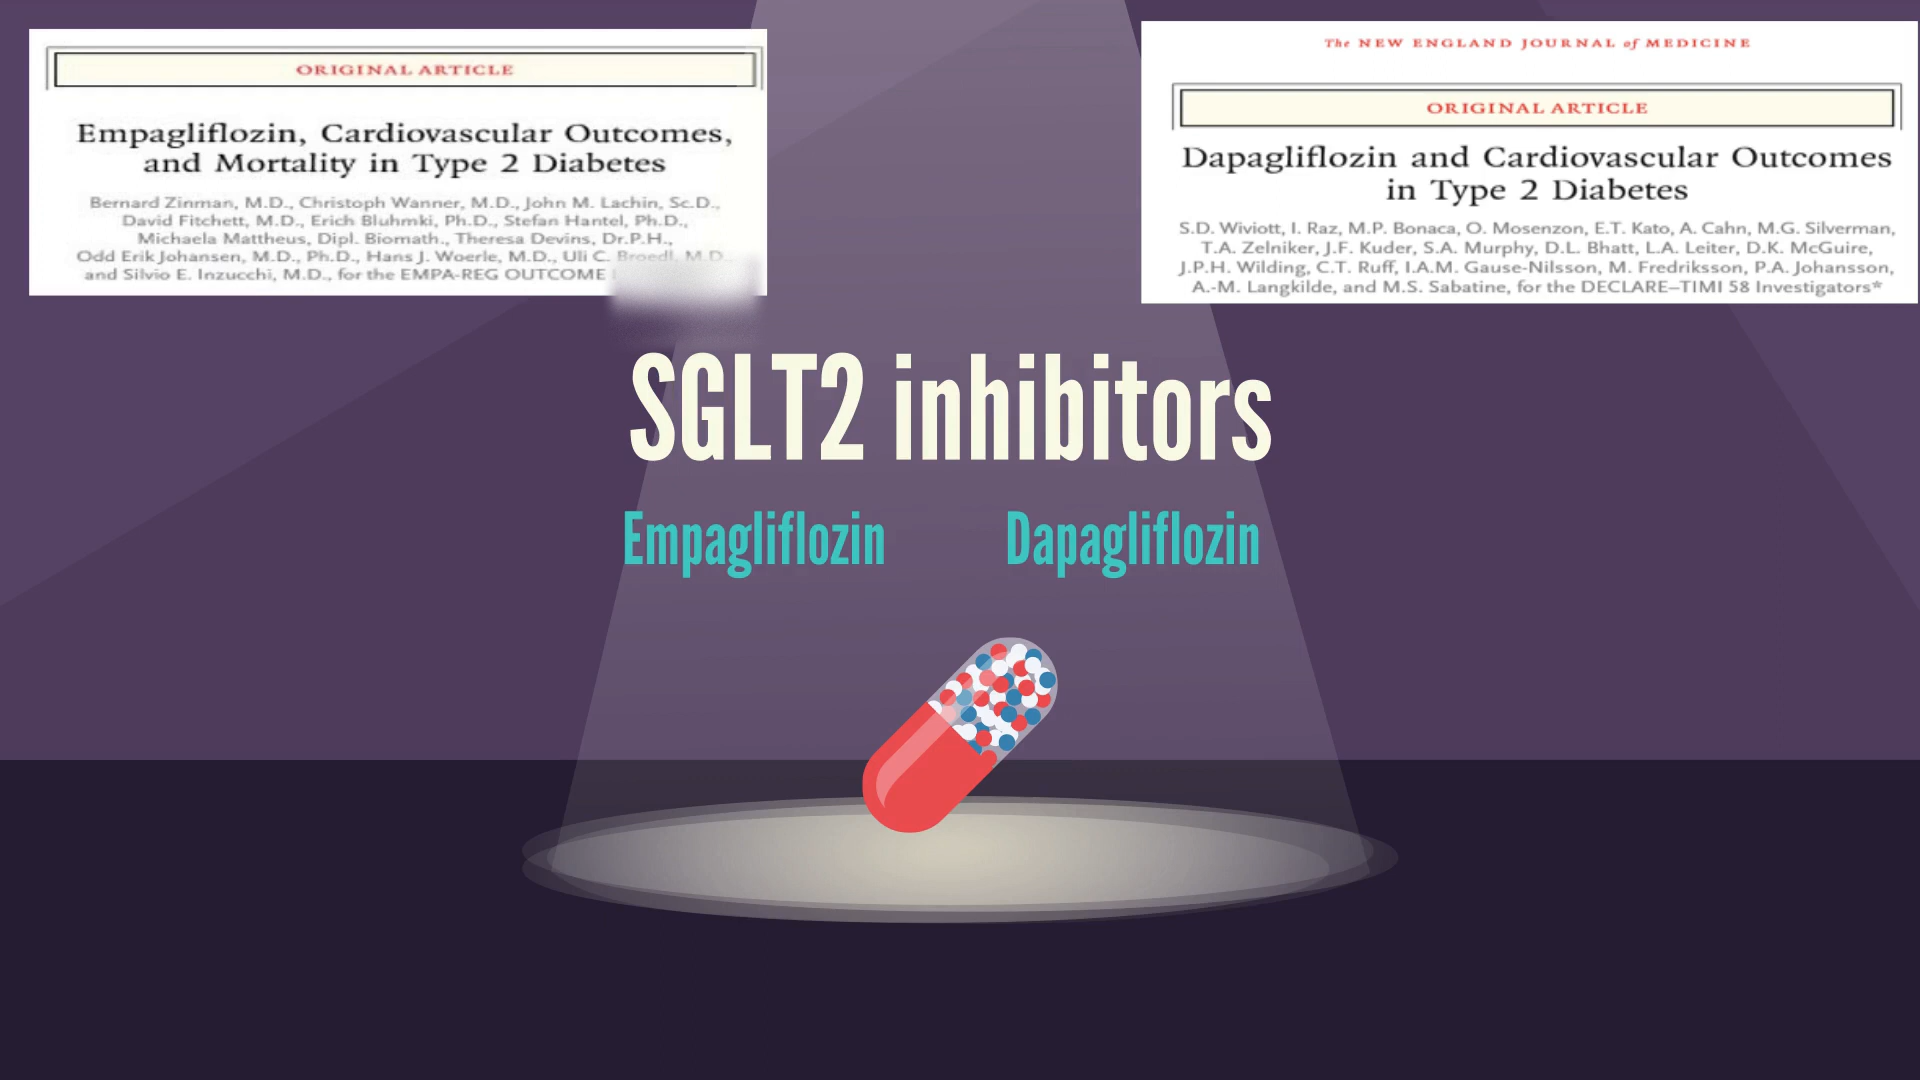 ORIGINAL ARTICLE
Empagliflozin, Cardiovascular Outcomes,
and Mortality in Type 2 Diabetes
Bernard Zinman, M.D., Christoph Wanner, M.D., John M. Lachin, Sc.D.,
David Fitchett, M.D., Erich Bluhmki, Ph.D., Stefan Hantel, Ph.D.,
Michaela Mattheus, Dipl. Biomath., Theresa Devins, Dr.P.H.,
Odd Erik Johansen, M.D., Ph.D., Hans J. Woerle, M.D., Uli C. Broedl, M.D.,
and Silvio E. Inzucchi, M.D., for the EMPA-REG OUTCOME
The NEW ENGLAND JOURNAL of MEDICINE
ORIGINAL ARTICLE
Dapagliflozin and Cardiovascular Outcomes
in Type 2 Diabetes
S.D. Wiviott, I. Raz, M.P. Bonaca, O. Mosenzon, E.T. Kato, A. Cahn, M.G. Silverman,
T.A. Zelniker, J.F. Kuder, S.A. Murphy, D.L. Bhatt, L.A. Leiter, D.K. McGuire,
J.P.H. Wilding, C.T. Ruff, I.A.M. Gause-Nilsson, M. Fredriksson, P.A. Johansson,
A.-M. Langkilde, and M.S. Sabatine, for the DECLARE–TIMI 58 Investigators*
SGLT2 inhibitors
Empagliflozin
Dapagliflozin